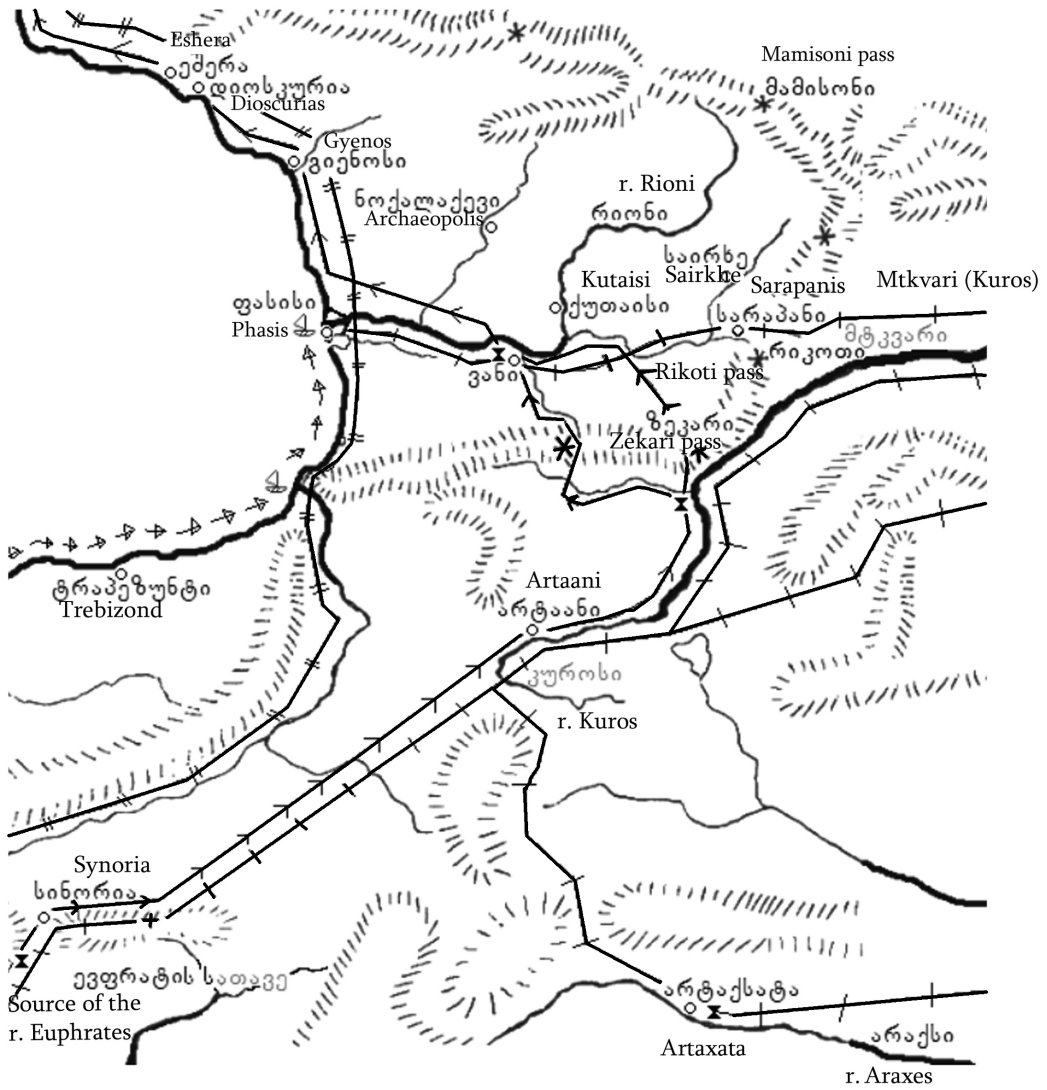 Eshera
ეშერა
დიოსკურია
Dioscurias
Mamisoni pass
მამისონი
Gyenos
გიენოსი
ნოქალაქევი
Archaeopolis
r. Rioni
რიონი
საირხე
Sairkhe
Kutaisi
ქუთაისი
Sarapanis
სარაპანი
Mtkvari (Kuros)
მტკვარი
ფასისი
Phasis
ვანი
რიკოთი
Rikoti pass
ზეკარი
Zekari pass
ტრაპეზუნტი
Trebizond
Artaani
არტაანი
კუროსი
r. Kuros
Synoria
სინორია
ევფრატის სათავე
Source of the
r. Euphrates
არტაქსატა
Artaxata
არაქსი
r. Araxes